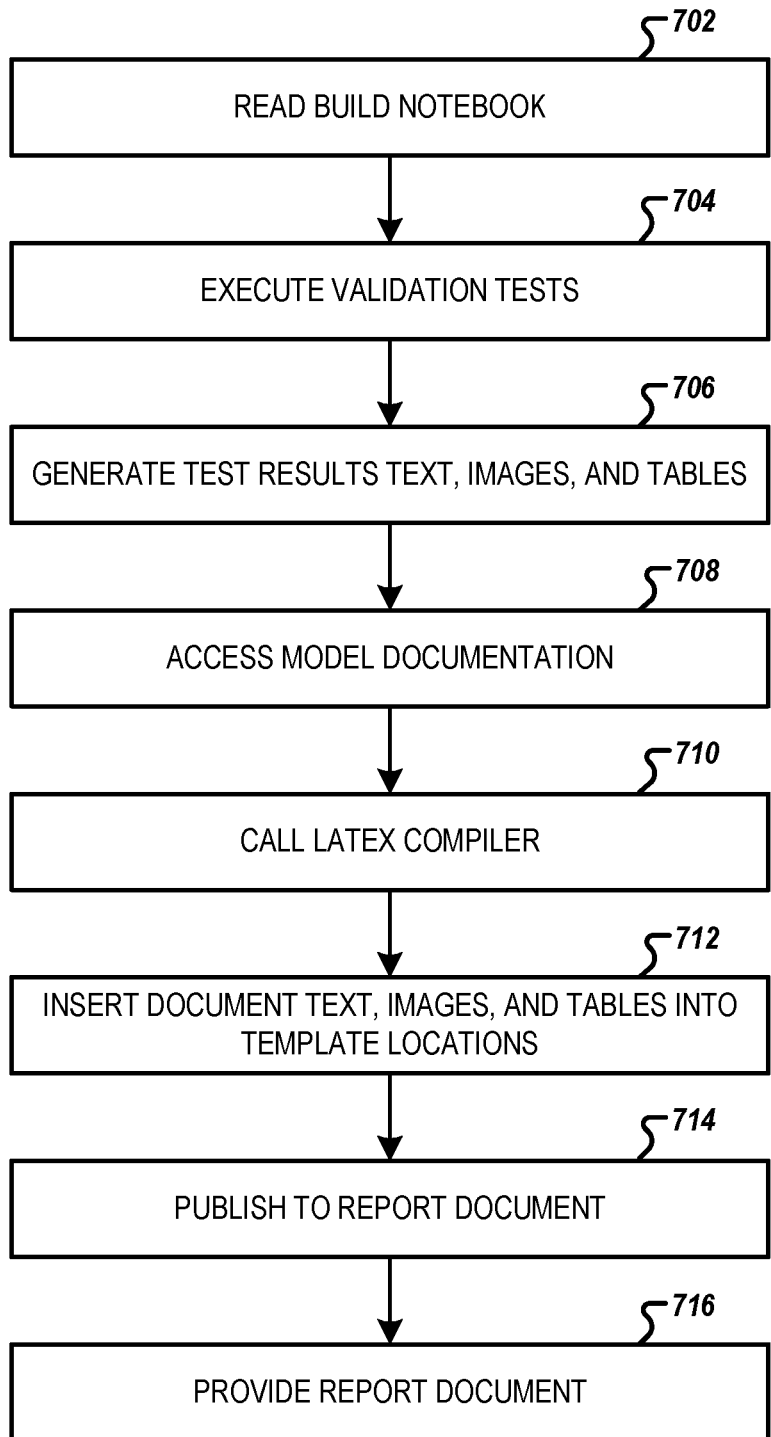 702
READ BUILD NOTEBOOK
704
EXECUTE VALIDATION TESTS
706
GENERATE TEST RESULTS TEXT, IMAGES, AND TABLES
708
ACCESS MODEL DOCUMENTATION
710
CALL LATEX COMPILER
712
INSERT DOCUMENT TEXT, IMAGES, AND TABLES INTO
TEMPLATE LOCATIONS
714
PUBLISH TO REPORT DOCUMENT
716
PROVIDE REPORT DOCUMENT